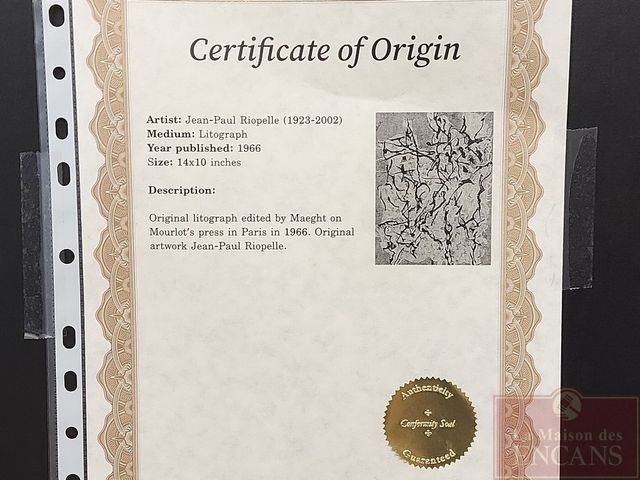 Certificate of Origin
Artist: Jean-Paul Riopelle (1923-2002)
Medium: Litograph
Year published: 1966
Size: 14x10 inches
Description:
Original litograph edited by Maeght on
Mourlot's press in Paris in 1966. Original
artwork Jean-Paul Riopelle.
Authenticity
Conformity Seal
Guaranteed
La Maison des
ENCANS